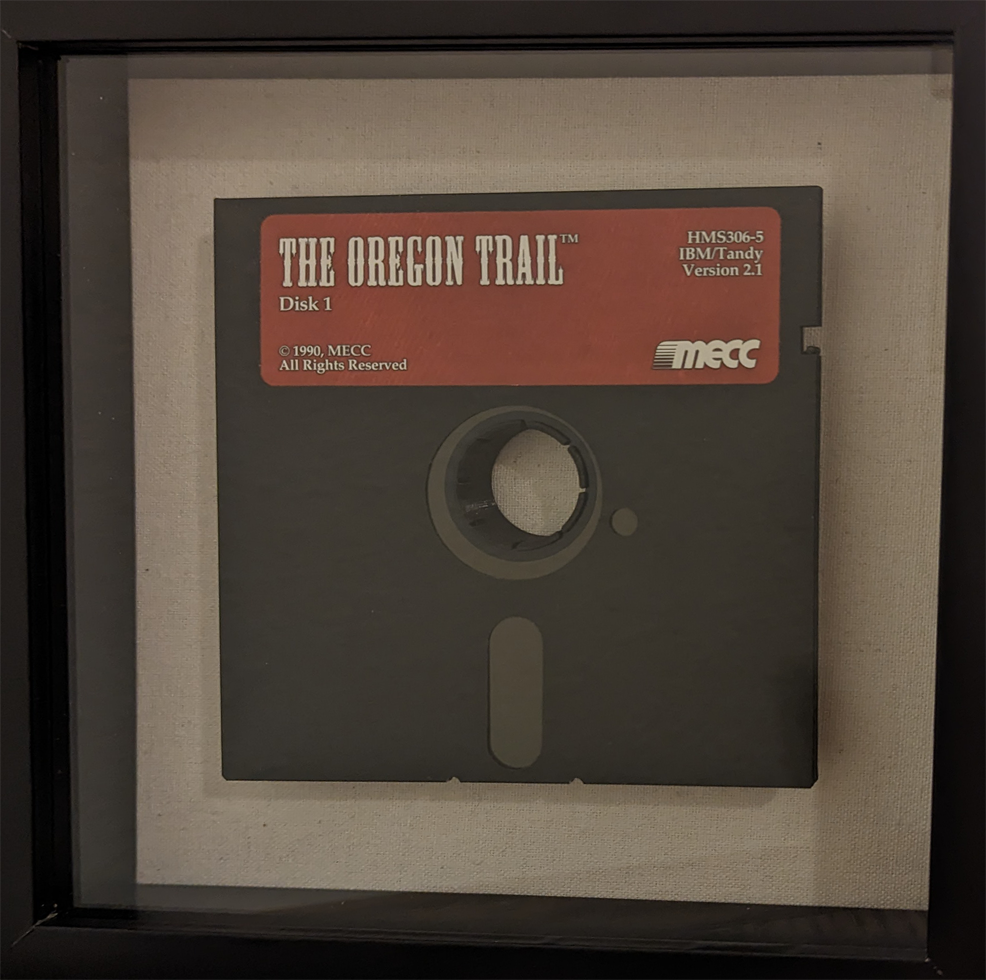 THE OREGON TRAIL™
Disk 1
© 1990, MECC
All Rights Reserved
HMS306-5
IBM/Tandy
Version 2.1
mecc